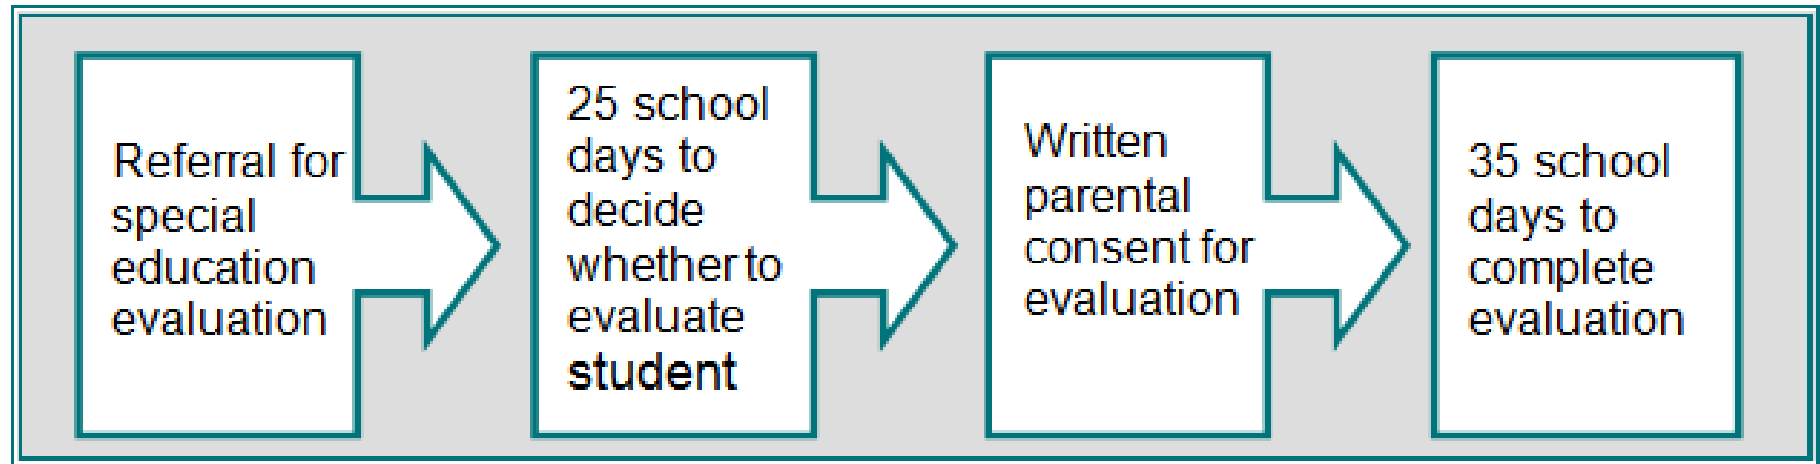 Referral for
special
education
evaluation
25 school
days to
decide
whether to
evaluate
student
Written
parental
consent for
evaluation
35 school
days to
complete
evaluation